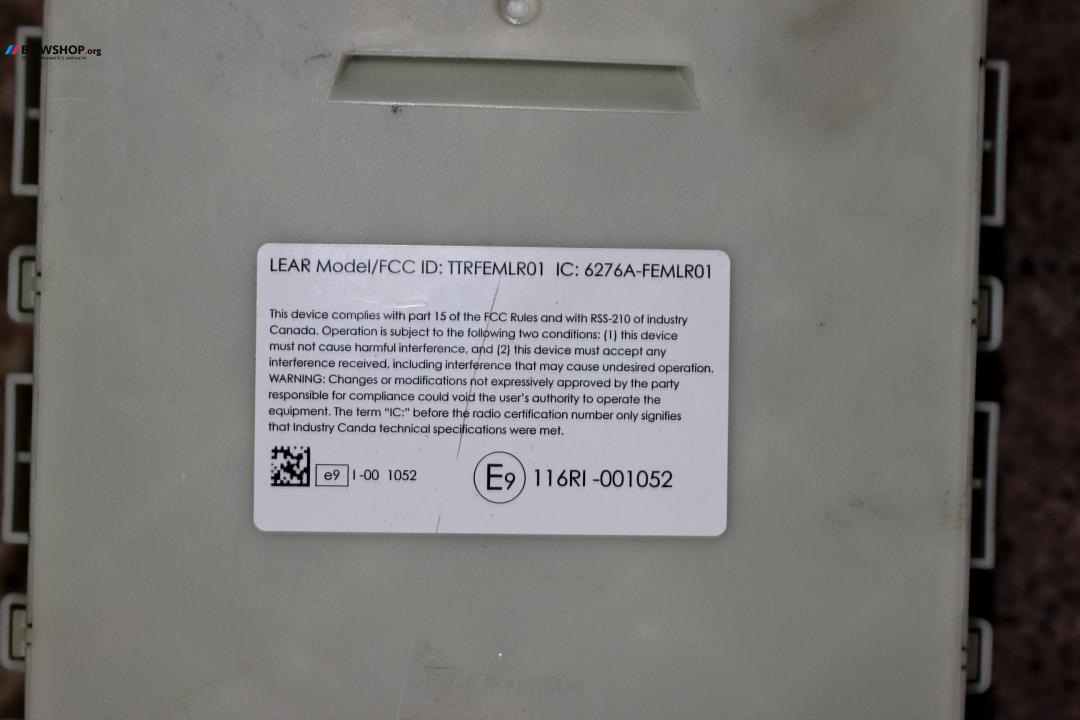 BMWSHOP.org
LEAR Model/FCC ID: TTRFEMLR01 IC: 6276A-FEMLR01
This device complies with part 15 of the FCC Rules and with RSS-210 of industry
Canada. Operation is subject to the following two conditions: (1) this device
must not cause harmful interference, and (2) this device must accept any
interference received, including interference that may cause undesired operation.
WARNING: Changes or modifications not expressively approved by the party
responsible for compliance could void the user's authority to operate the
equipment. The term "IC:" before the radio certification number only signifies
that Industry Canda technical specifications were met.
e9 I-00 1052
E9 116RI -001052